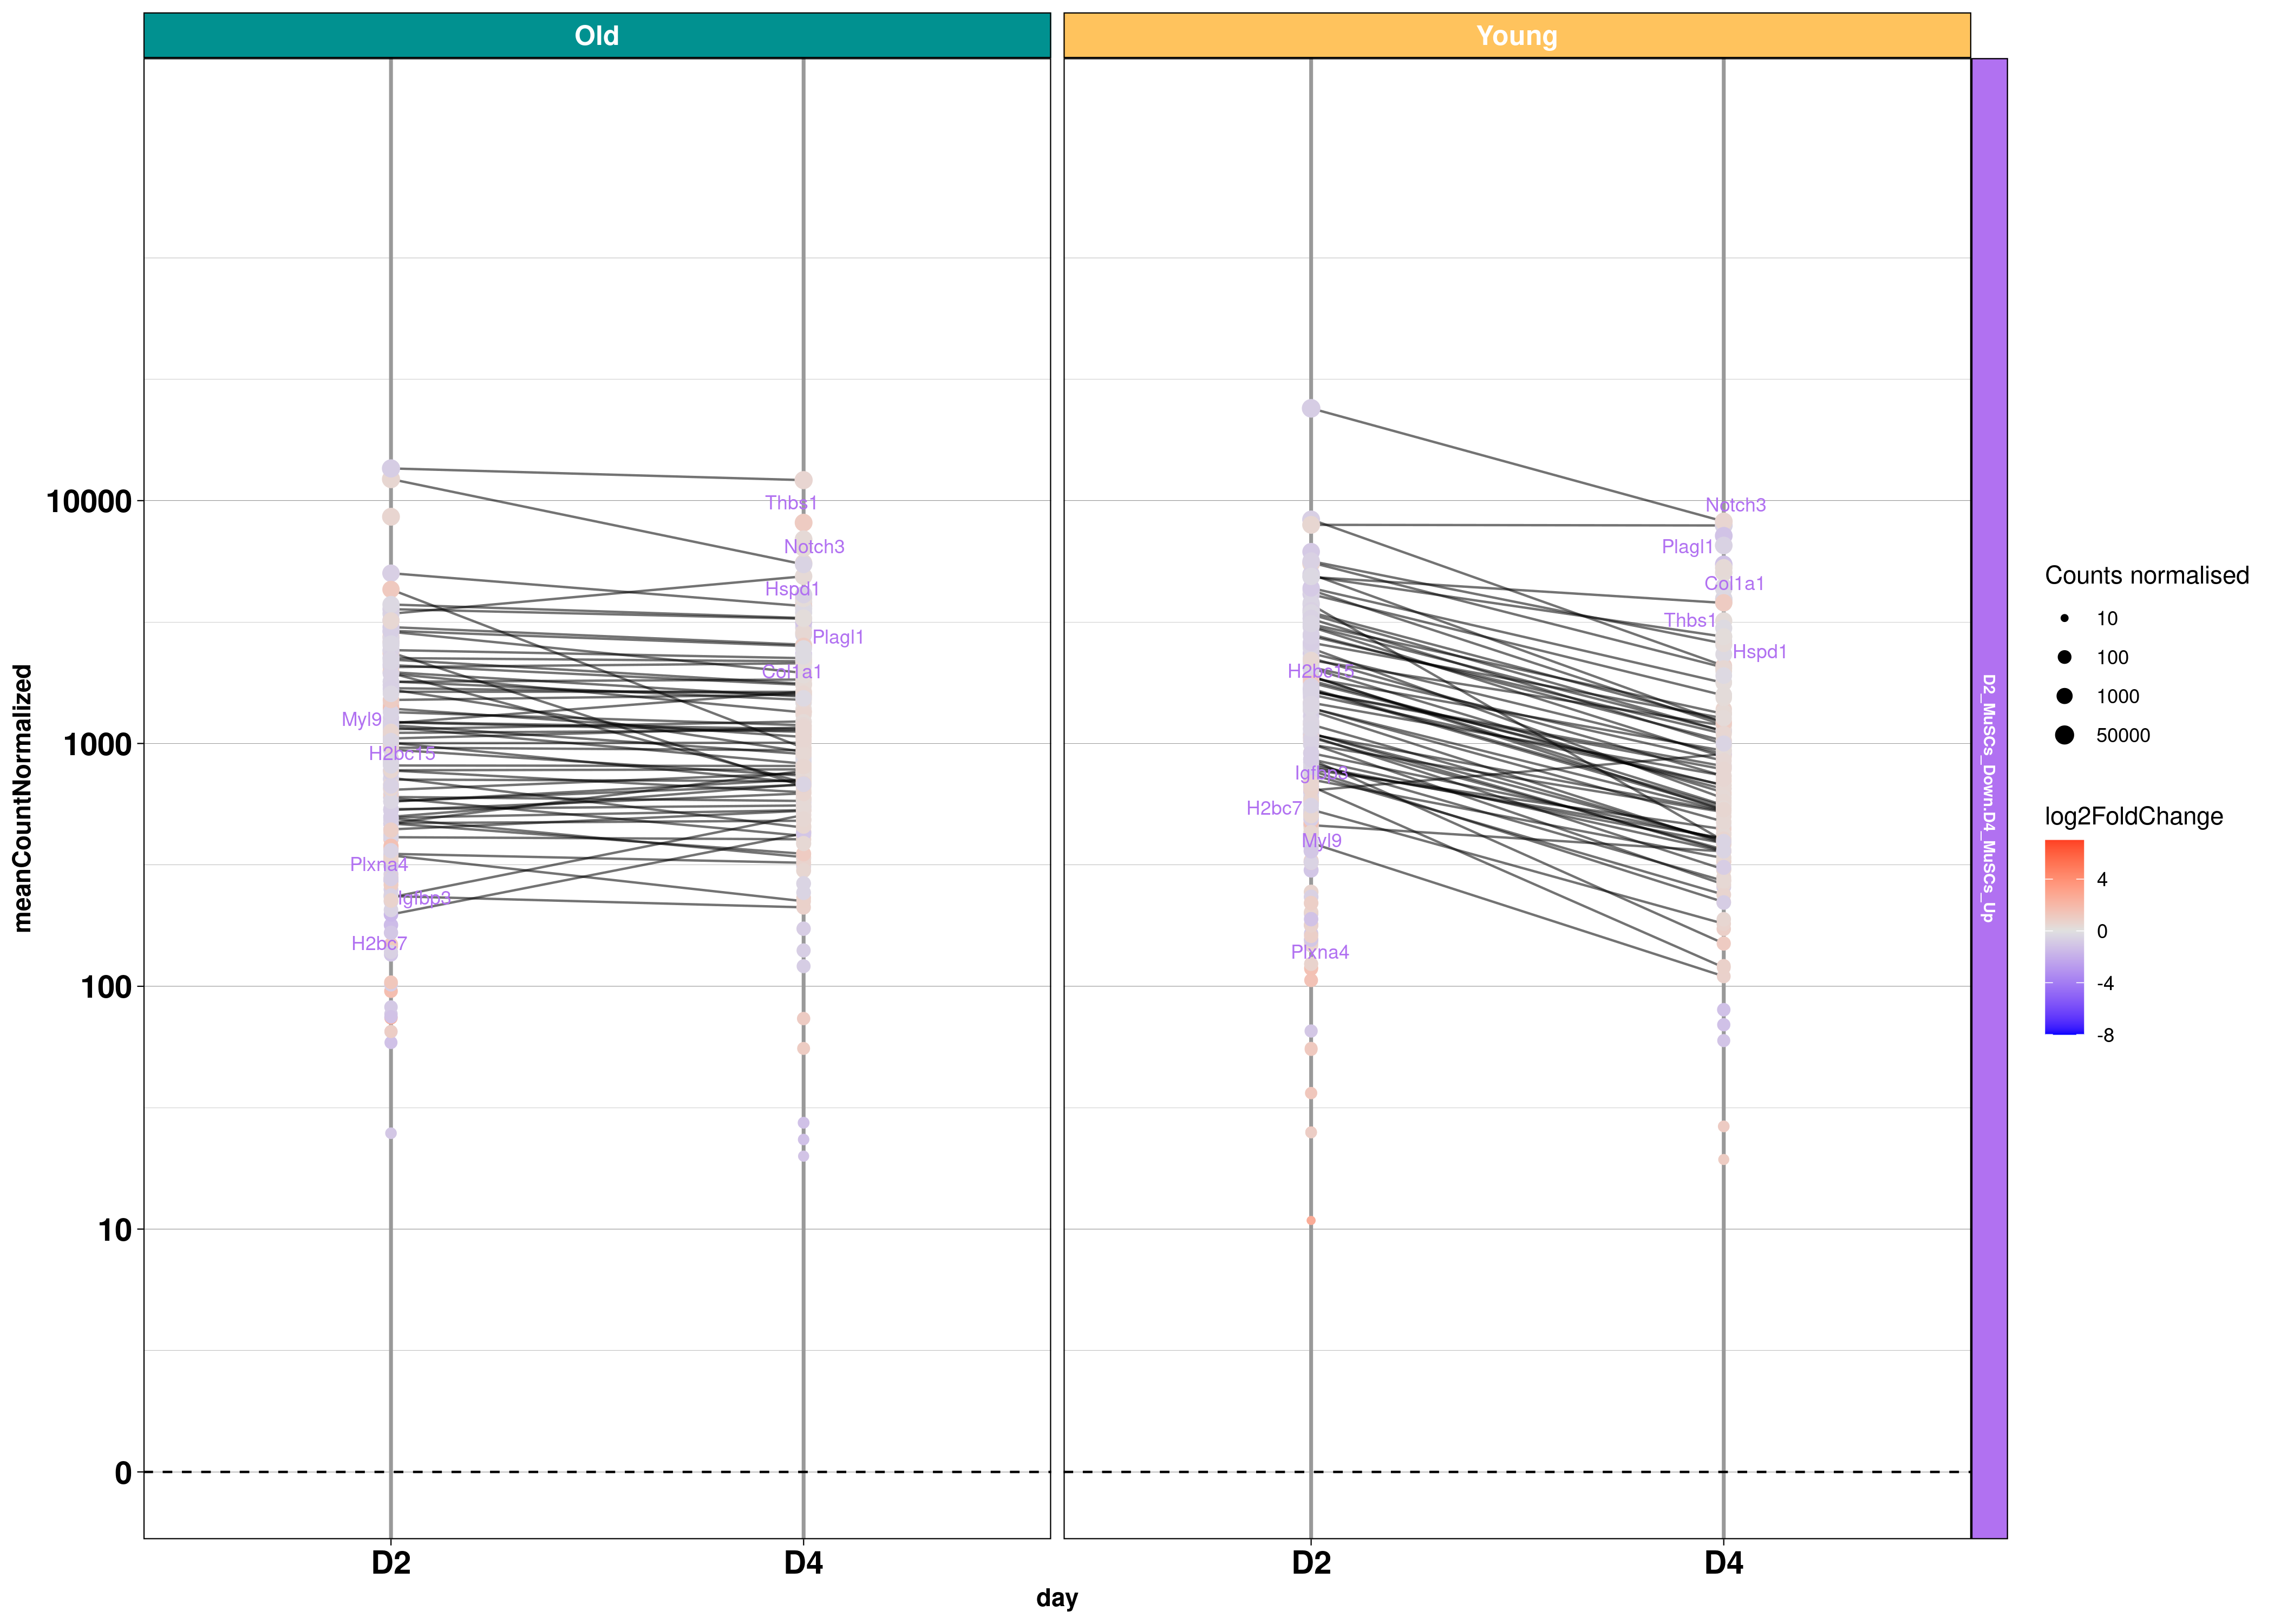 Old
Young
meanCountNormalized
10000
1000
100
10
0
Thbs1
Notch3
Hspd1
Plagl1
Col1a1
Myl9
H2bc15
Plxna4
Igfbp3
H2bc7
Notch3
Plagl1
Col1a1
Thbs1
Hspd1
H2bc15
Igfbp3
H2bc7
Myl9
Plxna4
D2_MuSCs_Down.D4_MuSCs_Up
D2
D4
D2
D4
day
Counts normalised
10
100
1000
50000
log2FoldChange
4
0
-4
-8